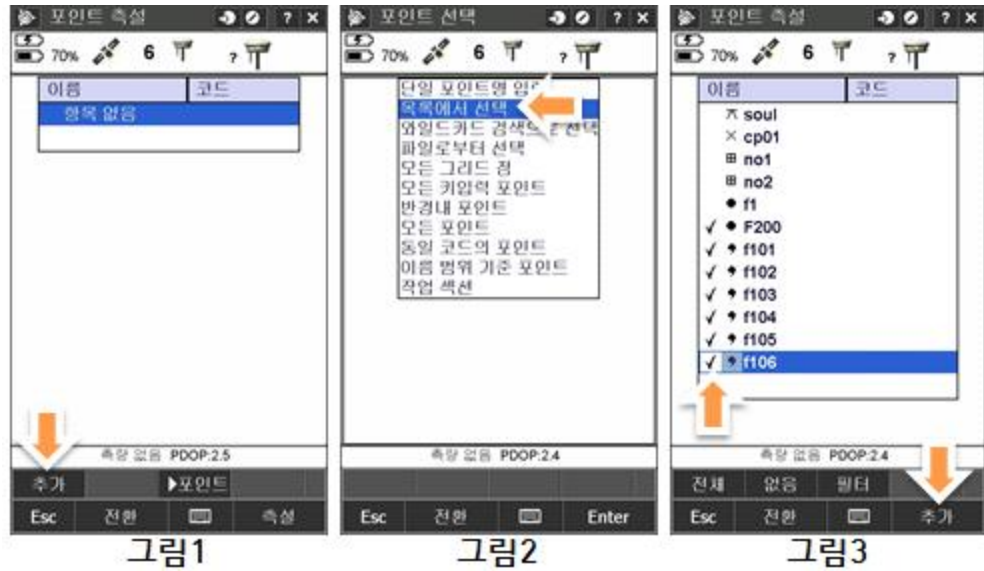 포인트 측설 ? ×
70% 6 ?
이름 코드
항목 없음
측량 없음 PDOP:2.5
추가 ▶포인트
Esc 전환 측설
그림1
포인트 선택 ? ×
70% 6 ?
단일 포인트명 입력
목록에서 선택
와일드카드 검색으로 선택
파일로부터 선택
모든 그리드 점
모든 키입력 포인트
반경내 포인트
모든 포인트
동일 코드의 포인트
이름 범위 기준 포인트
작업 섹션
측량 없음 PDOP:2.4
Esc 전환 Enter
그림2
포인트 측설 ? ×
70% 6 ?
이름 코드
soul
cp01
no1
no2
f1
✓ F200
✓ f101
✓ f102
✓ f103
✓ f104
✓ f105
✓ f106
측량 없음 PDOP:2.4
전체 없음 필터
Esc 전환 추가
그림3